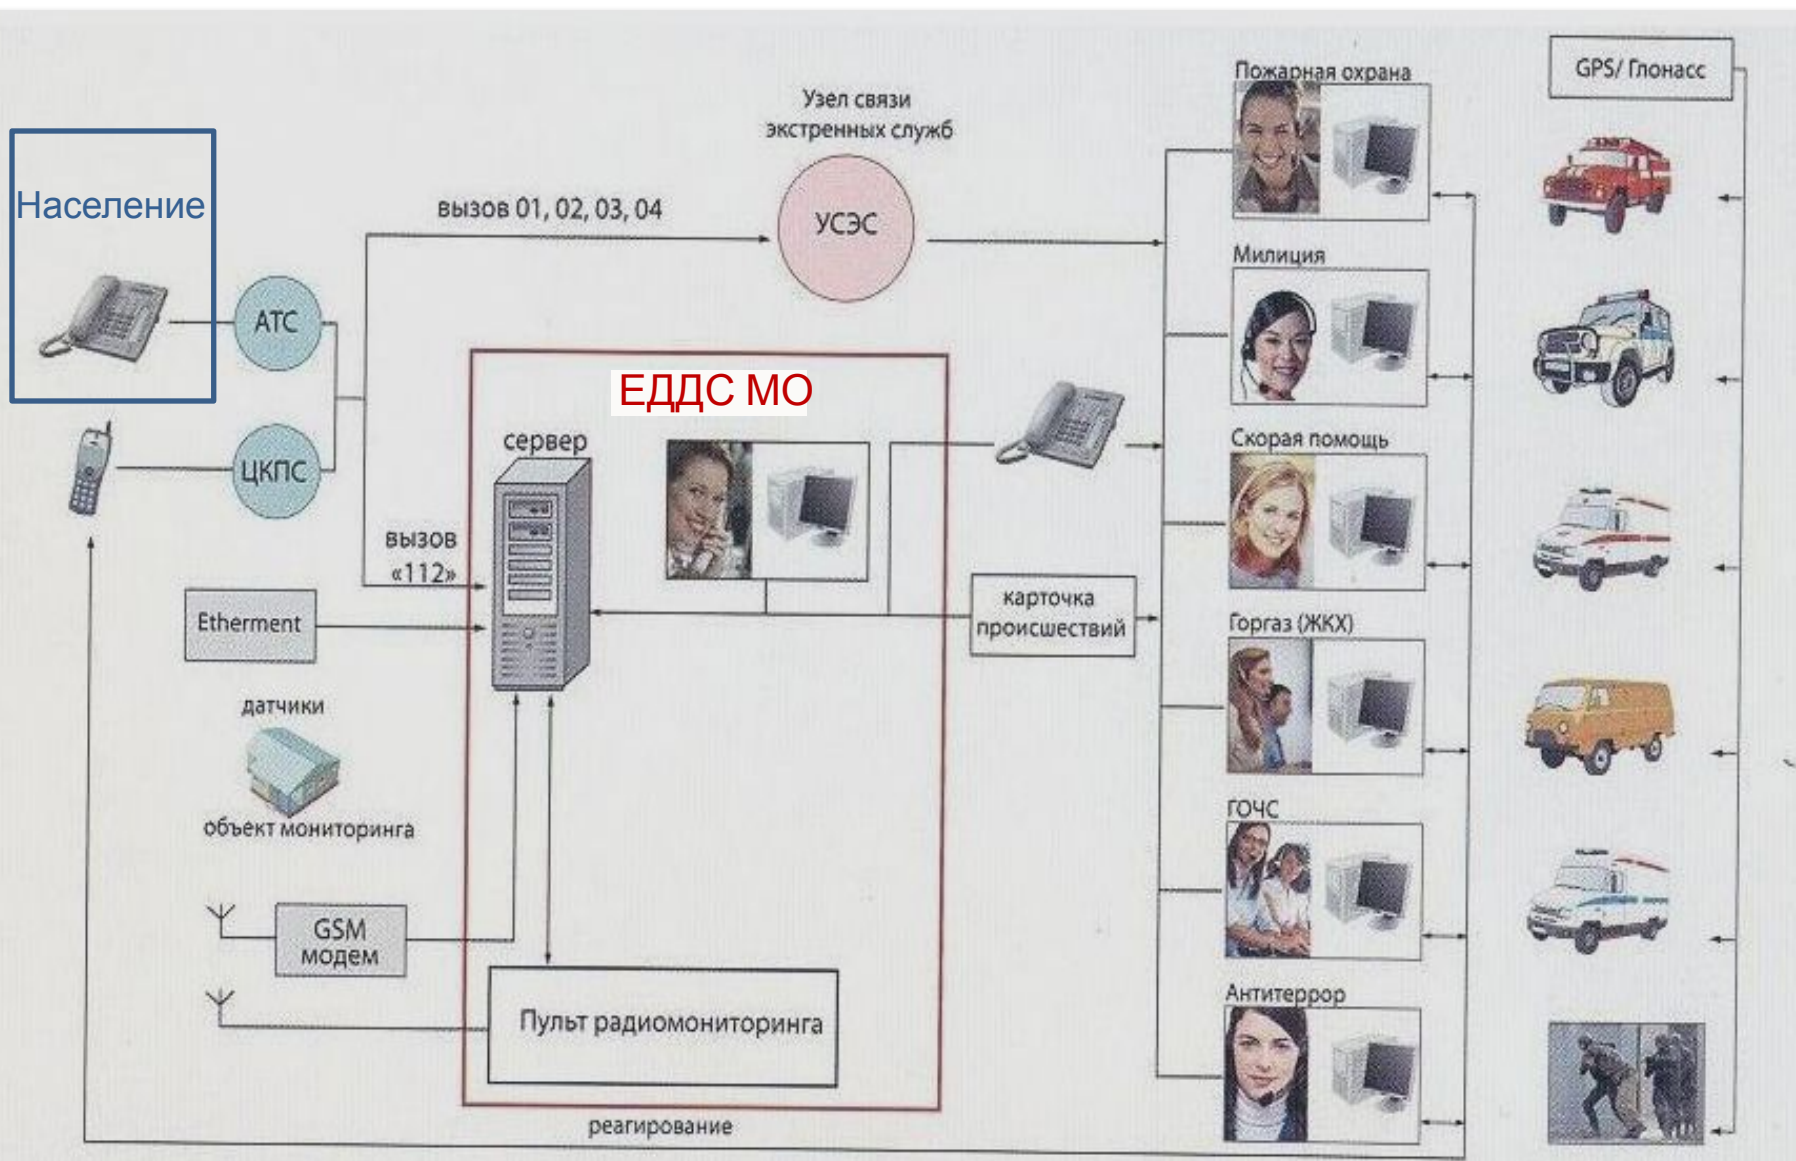 Население
АТС
ЦКПС
вызов 01, 02, 03, 04
Узел связи
экстренных служб
УСЭС
вызов
«112»
Etherment
датчики
объект мониторинга
GSM
модем
ЕДДС МО
сервер
Пульт радиомониторинга
реагирование
карточка
происшествий
Пожарная охрана
Милиция
Скорая помощь
Горгаз (ЖКХ)
ГОЧС
Антитеррор
GPS/ Глонасс